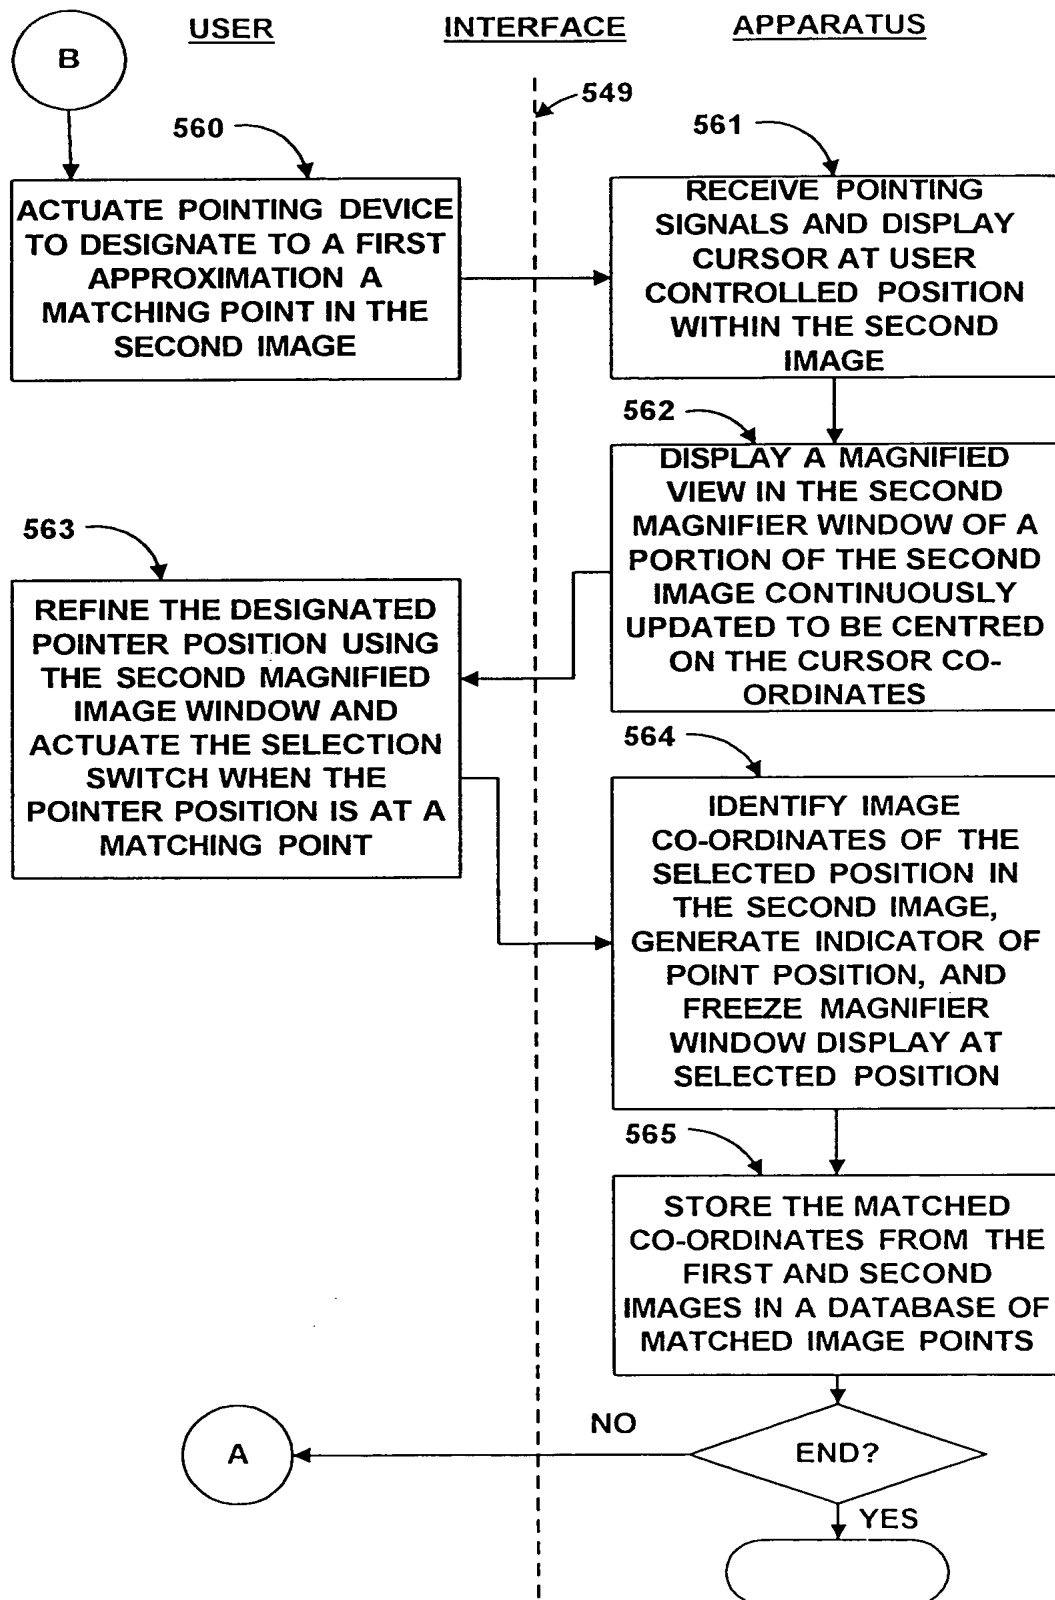 USER INTERFACE APPARATUS
B
549
560
561
ACTUATE POINTING DEVICE
TO DESIGNATE TO A FIRST
APPROXIMATION A
MATCHING POINT IN THE
SECOND IMAGE
RECEIVE POINTING
SIGNALS AND DISPLAY
CURSOR AT USER
CONTROLLED POSITION
WITHIN THE SECOND
IMAGE
562
DISPLAY A MAGNIFIED
VIEW IN THE SECOND
MAGNIFIER WINDOW OF A
PORTION OF THE SECOND
IMAGE CONTINUOUSLY
UPDATED TO BE CENTRED
ON THE CURSOR CO-
ORDINATES
563
REFINE THE DESIGNATED
POINTER POSITION USING
THE SECOND MAGNIFIED
IMAGE WINDOW AND
ACTUATE THE SELECTION
SWITCH WHEN THE
POINTER POSITION IS AT A
MATCHING POINT
564
IDENTIFY IMAGE
CO-ORDINATES OF THE
SELECTED POSITION IN
THE SECOND IMAGE,
GENERATE INDICATOR OF
POINT POSITION, AND
FREEZE MAGNIFIER
WINDOW DISPLAY AT
SELECTED POSITION
565
STORE THE MATCHED
CO-ORDINATES FROM THE
FIRST AND SECOND
IMAGES IN A DATABASE OF
MATCHED IMAGE POINTS
NO
A
END?
YES